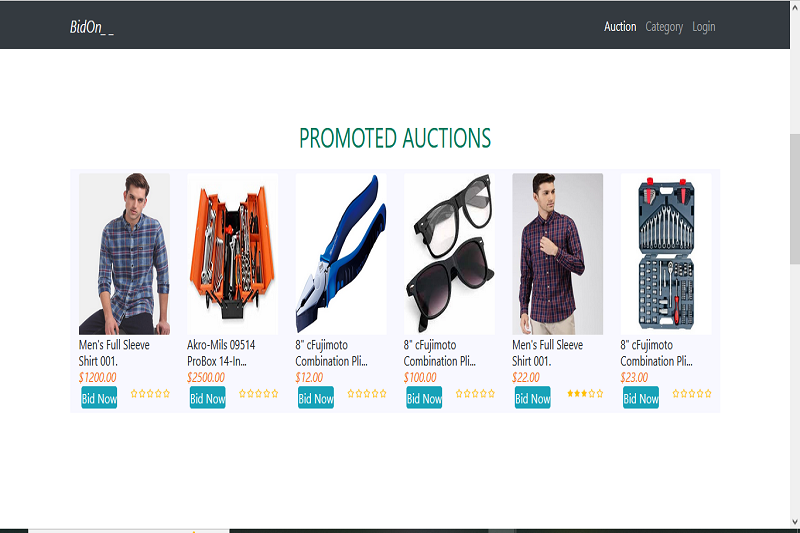 BidOn_ _
Auction Category Login
PROMOTED AUCTIONS
Men's Full Sleeve
Shirt 001.
$1200.00
Bid Now
Akro-Mils 09514
ProBox 14-In...
$2500.00
Bid Now
8" cFujimoto
Combination Pli...
$12.00
Bid Now
8" cFujimoto
Combination Pli...
$100.00
Bid Now
Men's Full Sleeve
Shirt 001.
$22.00
Bid Now
8" cFujimoto
Combination Pli...
$23.00
Bid Now